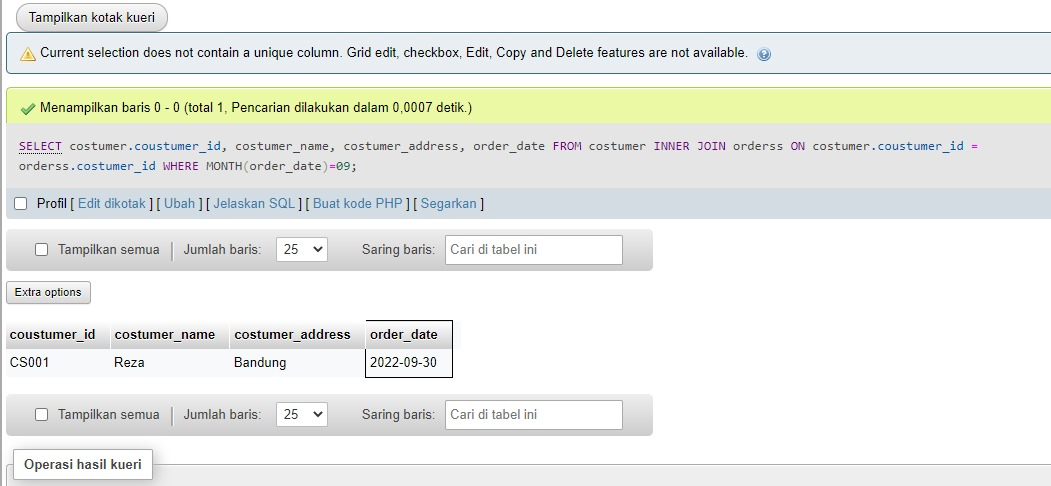 Tampilkan kotak kueri
Current selection does not contain a unique column. Grid edit, checkbox, Edit, Copy and Delete features are not available.
Menampilkan baris 0 - 0 (total 1, Pencarian dilakukan dalam 0,0007 detik.)
SELECT costumer.coustumer_id, costumer_name, costumer_address, order_date FROM costumer INNER JOIN orderss ON costumer.coustumer_id =
orderss.costumer_id WHERE MONTH(order_date)=09;
Profil [ Edit dikotak ] [ Ubah ] [ Jelaskan SQL ] [ Buat kode PHP ] [ Segarkan ]
Tampilkan semua | Jumlah baris: 25 Saring baris: Cari di tabel ini
Extra options
coustumer_id costumer_name costumer_address order_date
CS001 Reza Bandung 2022-09-30
Tampilkan semua | Jumlah baris: 25 Saring baris: Cari di tabel ini
Operasi hasil kueri